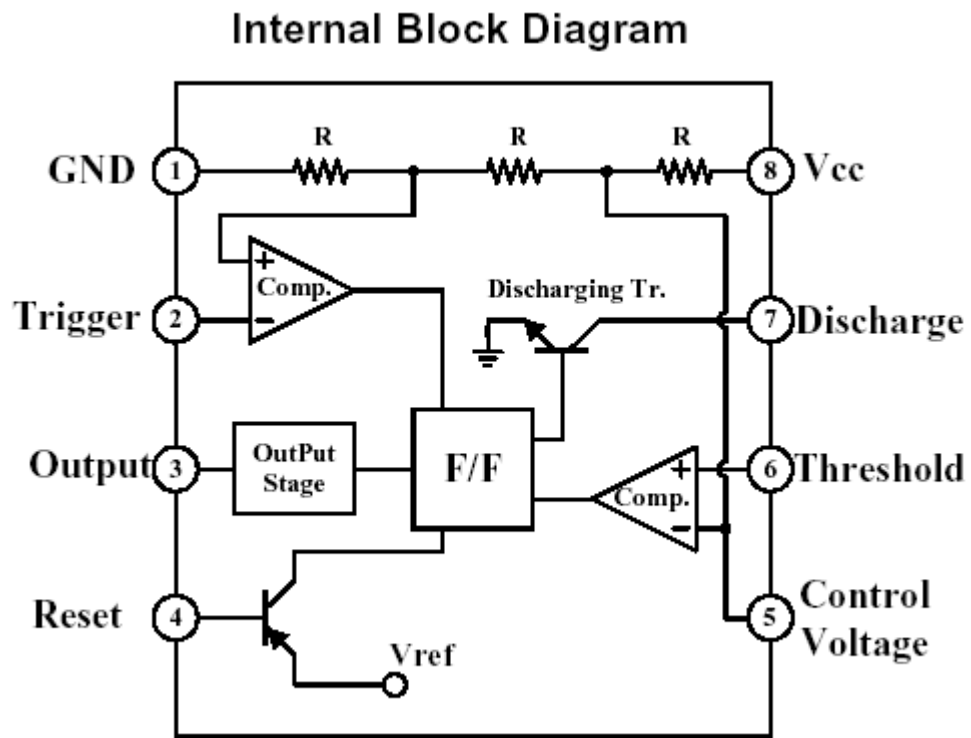 Internal Block Diagram
R
R
R
GND
1
8
Vcc
+
Comp.
−
Trigger
2
Discharging Tr.
7
Discharge
Output
3
OutPut
Stage
F/F
+
Comp.
−
6
Threshold
Reset
4
5
Control
Voltage
Vref